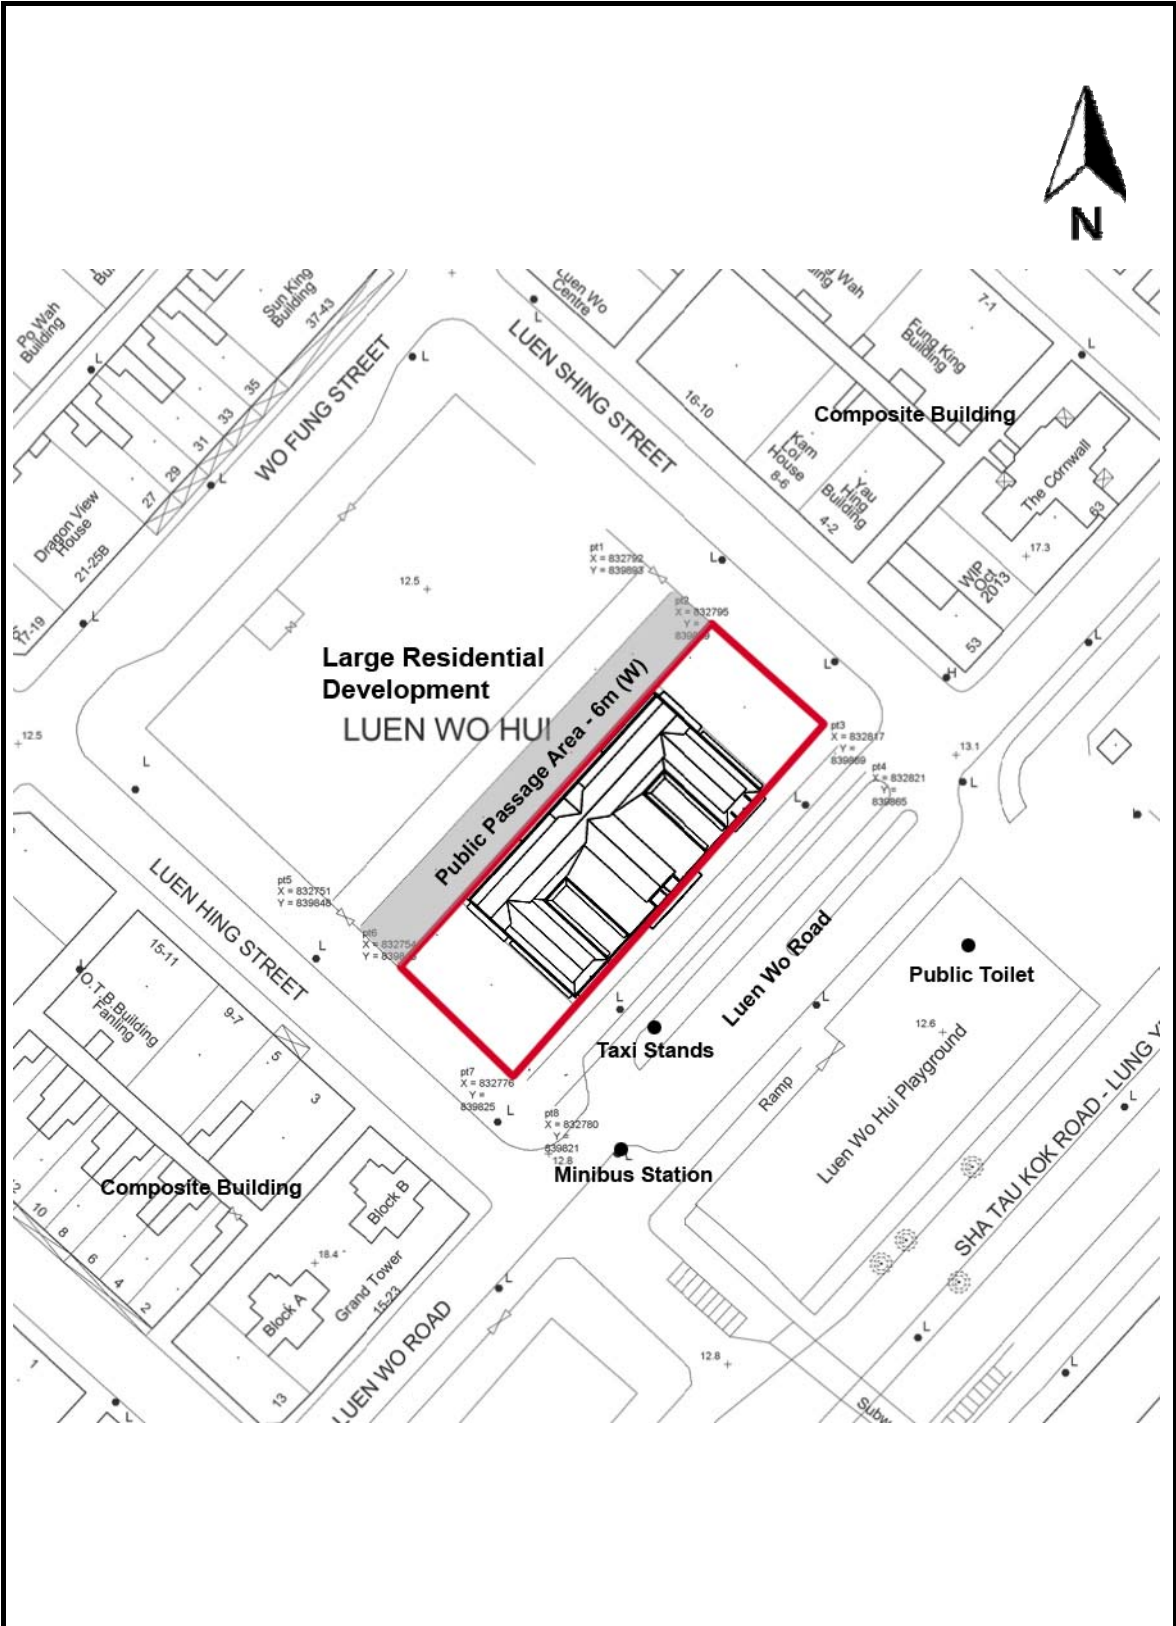 N
Po Wah
Building
Sun King
Building
37-43
Luen Wo
Centre
Wah
7-1
Fung King
Building
L
L
L
L
WO FUNG STREET
LUEN SHING STREET
35
33
31
29
27
16-10
Composite Building
Kam
Loi
House
8-6
Yau
Hing
Building
4-2
The Cornwall
63
17.3
WIP
Oct
2013
53
Dragon View
House
21-25B
17-19
L
L
12.5
pt1
X = 832792
Y = 839893
L
pt2
X = 832795
Y =
L
H
L
Large Residential
Development
LUEN WO HUI
Public Passage Area - 6m (W)
12.5
L
pt3
X = 832817
Y =
839869
13.1
pt4
X = 832821
Y =
839865
L
L
LUEN HING STREET
pt5
X = 832751
Y = 839848
pt6
X = 832754
L
15-11
O.T.B.Building
Fanling
9-7
5
3
Luen Wo Road
Public Toilet
L
L
Taxi Stands
12.6
Luen Wo Hui Playground
Ramp
SHA TAU KOK ROAD - LUNG Y
L
pt7
X = 832776
Y =
839825
L
pt8
X = 832780
Y =
839821
12.8
L
Minibus Station
Composite Building
Block B
18.4
Grand Tower
15-23
Block A
13
10
8
6
4
2
1
L
LUEN WO ROAD
L
12.8
L
L
Subw